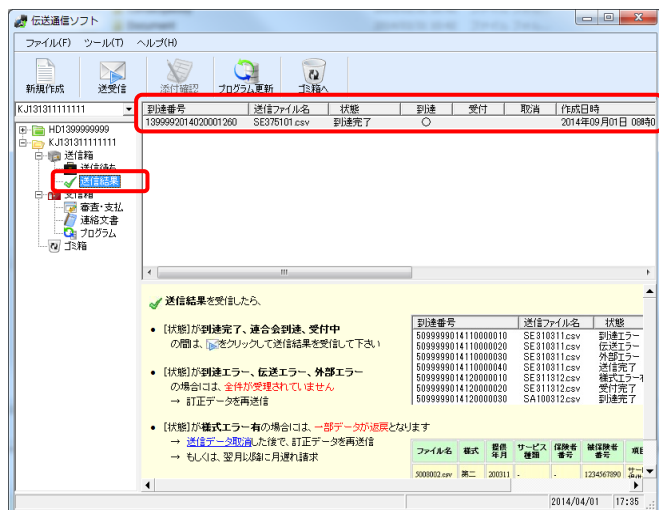 伝送通信ソフト
ファイル(F) ツール(T) ヘルプ(H)
新規作成 送受信 添付確認 プログラム更新 ゴミ箱へ
KJ131311111111
HD1399999999
KJ131311111111
送信箱
送信待ち
送信結果
受信箱
審査・支払
連絡文書
プログラム
ゴミ箱
到達番号 送信ファイル名 状態 到達 受付 取消 作成日時
1399992014020001260 SE375101.csv 到達完了 ○ 2014年09月01日 08時0
送信結果を受信したら、
• [状態]が到達完了、連合会到達、受付中
の間は、をクリックして送信結果を受信して下さい
• [状態]が到達エラー、伝送エラー、外部エラー
の場合には、全件が受理されていません
→ 訂正データを再送信
• [状態]が様式エラー有の場合には、一部データが返戻となります
→ 送信データ取消した後で、訂正データを再送信
→ もしくは、翌月以降に月遅れ請求
到達番号 送信ファイル名 状態
5099999014110000010 SE310311.csv 到達エラー
5099999014110000020 SE310311.csv 伝送エラー
5099999014110000030 SE310311.csv 外部エラー
5099999014110000040 SE310311.csv 送信完了
5099999014120000010 SE311312.csv 様式エラー有
5099999014120000020 SE311312.csv 受付完了
5099999014120000030 SA100312.csv 到達完了
ファイル名 様式 提供年月 サービス種類 保険者番号 被保険者番号 項目
5008002.csv 第二 200311 - - 1234567890
2014/04/01 17:35